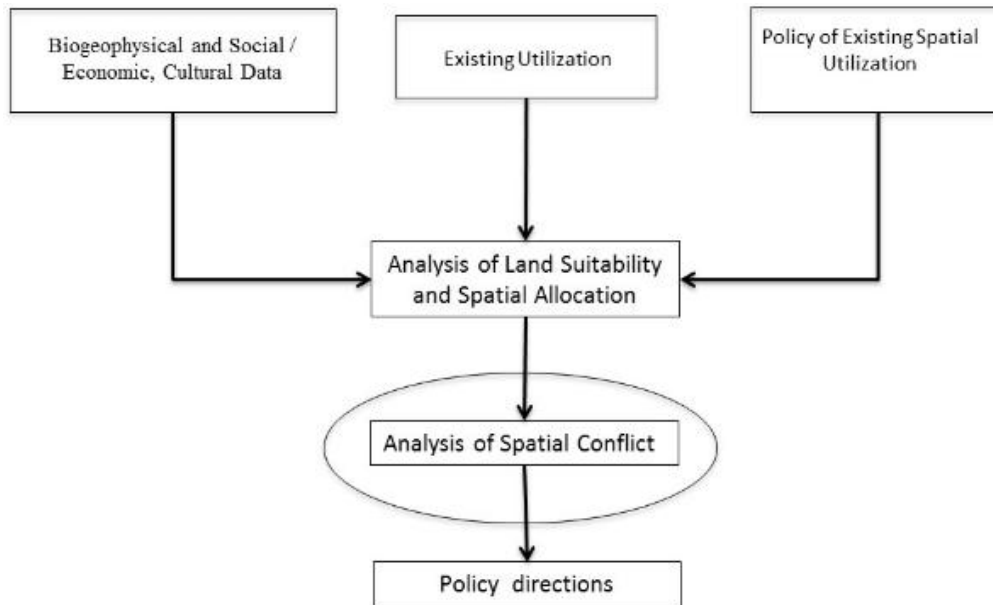 Biogeophysical and Social /
Economic, Cultural Data
Existing Utilization
Policy of Existing Spatial
Utilization
Analysis of Land Suitability
and Spatial Allocation
Analysis of Spatial Conflict
Policy directions